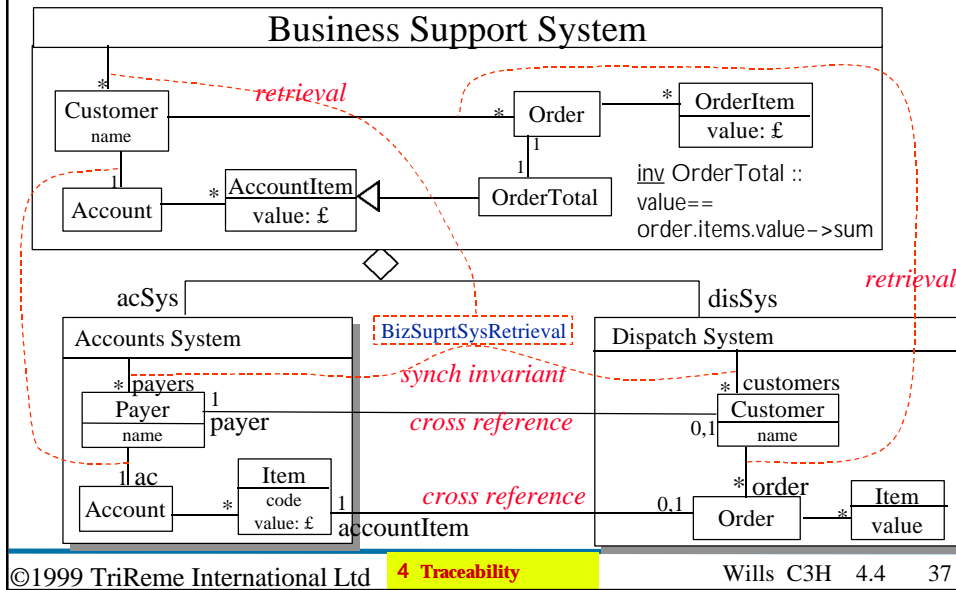 Business Support System
*
Customer
name
retrieval
*
Order
*
OrderItem
value: £
1
1
1
Account
*
AccountItem
value: £
OrderTotal
inv OrderTotal ::
value==
order.items.value->sum
retrieval
acSys
disSys
BizSuprtSysRetrieval
Accounts System
Dispatch System
* payers
synch invariant
* customers
Payer
name
1
payer
cross reference
0,1
Customer
name
1 ac
Account
*
Item
code
value: £
1
accountItem
cross reference
0,1
* order
Order
*
Item
value
©1999 TriReme International Ltd
4 Traceability
Wills C3H 4.4 37